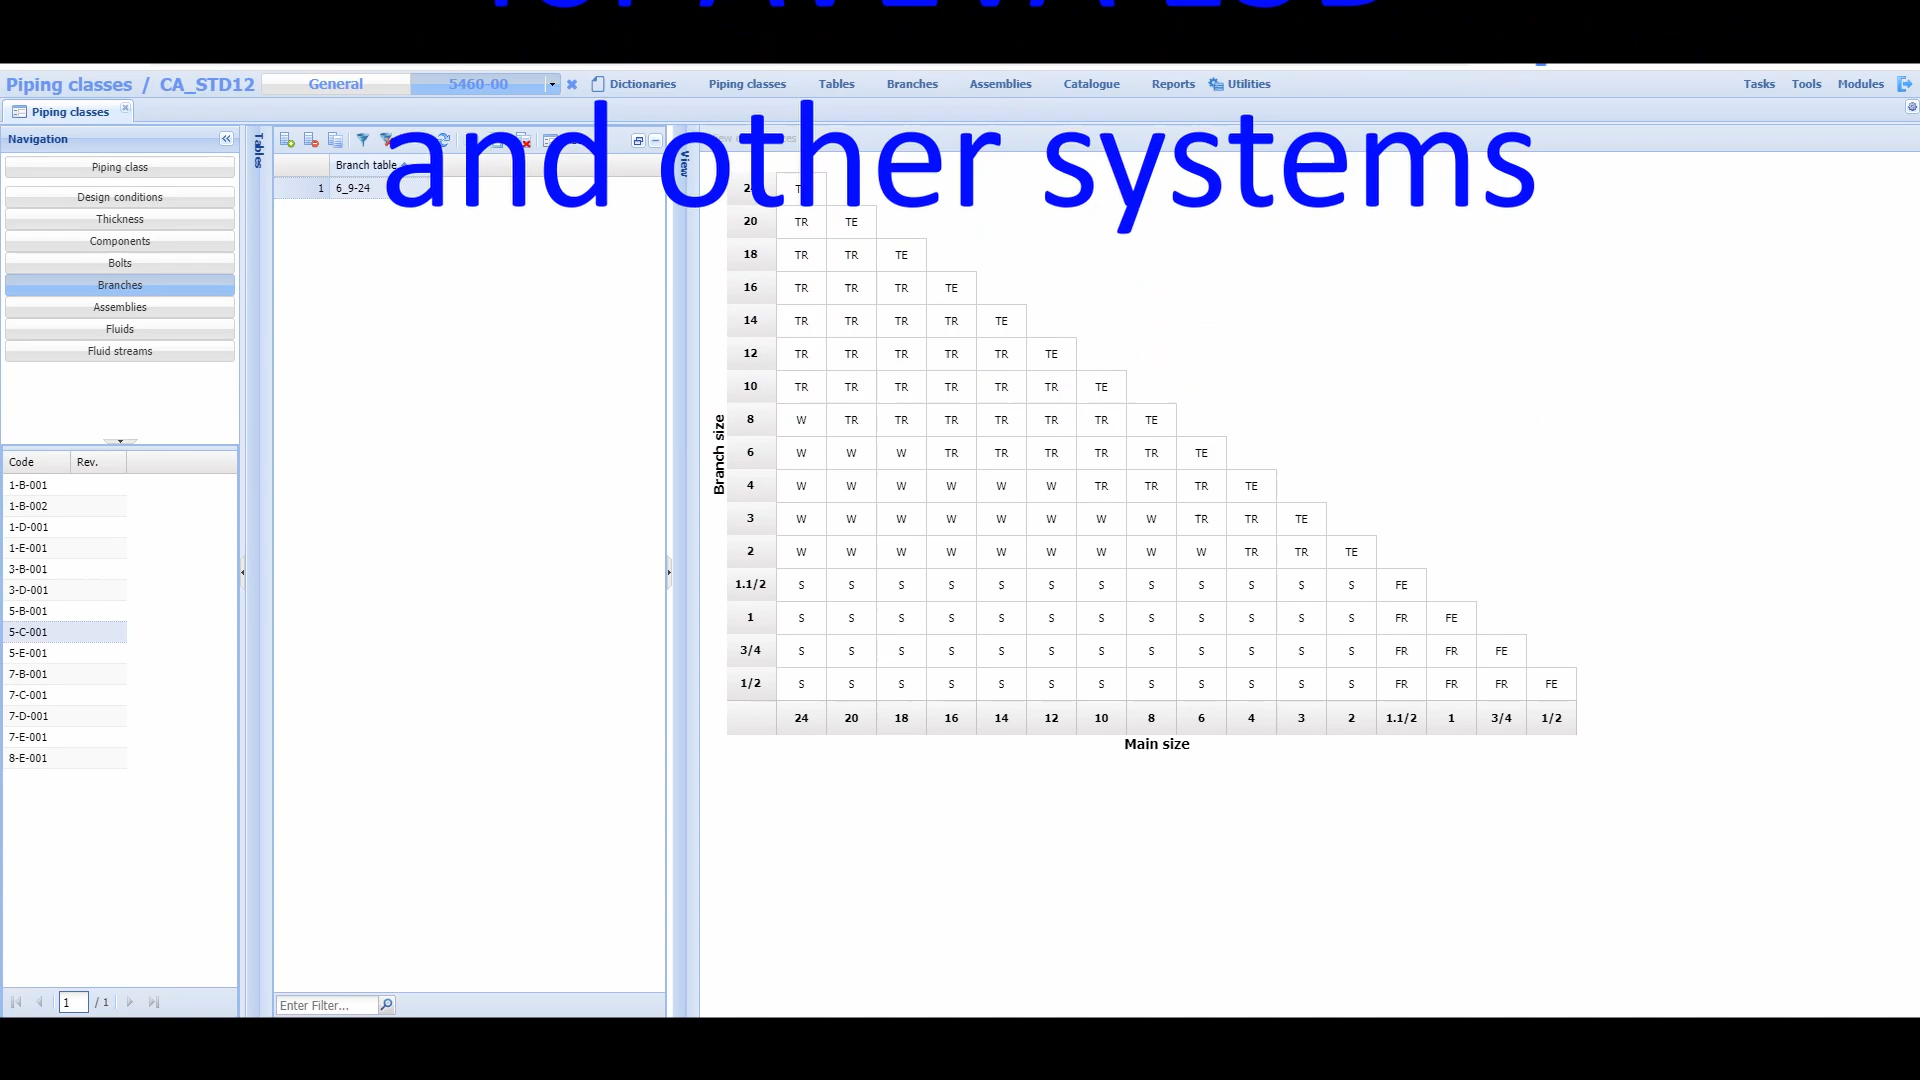 and other systems
Piping classes / CA_STD12 General 5460-00 Dictionaries Piping classes Tables Branches Assemblies Catalogue Reports Utilities Tasks Tools Modules
Piping classes
Navigation
Piping class
Design conditions
Thickness
Components
Bolts
Branches
Assemblies
Fluids
Fluid streams
Code Rev.
1-B-001
1-B-002
1-D-001
1-E-001
3-B-001
3-D-001
5-B-001
5-C-001
5-E-001
7-B-001
7-C-001
7-D-001
7-E-001
8-E-001
1 / 1
Tables
Branch table
1 6_9-24
Enter Filter...
View
Branch size
20 TR TE
18 TR TR TE
16 TR TR TR TE
14 TR TR TR TR TE
12 TR TR TR TR TR TE
10 TR TR TR TR TR TR TE
8 W TR TR TR TR TR TR TE
6 W W W TR TR TR TR TR TE
4 W W W W W W TR TR TR TE
3 W W W W W W W W TR TR TE
2 W W W W W W W W W TR TR TE
1.1/2 S S S S S S S S S S S S FE
1 S S S S S S S S S S S S FR FE
3/4 S S S S S S S S S S S S FR FR FE
1/2 S S S S S S S S S S S S FR FR FR FE
24 20 18 16 14 12 10 8 6 4 3 2 1.1/2 1 3/4 1/2
Main size